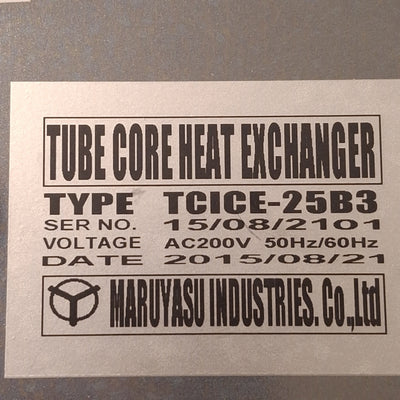 TUBE CORE HEAT EXCHANGER
TYPE TCICE-25B3
SER NO. 15/08/2101
VOLTAGE AC200V 50Hz/60Hz
DATE 2015/08/21
MARUYASU INDUSTRIES. Co.,Ltd